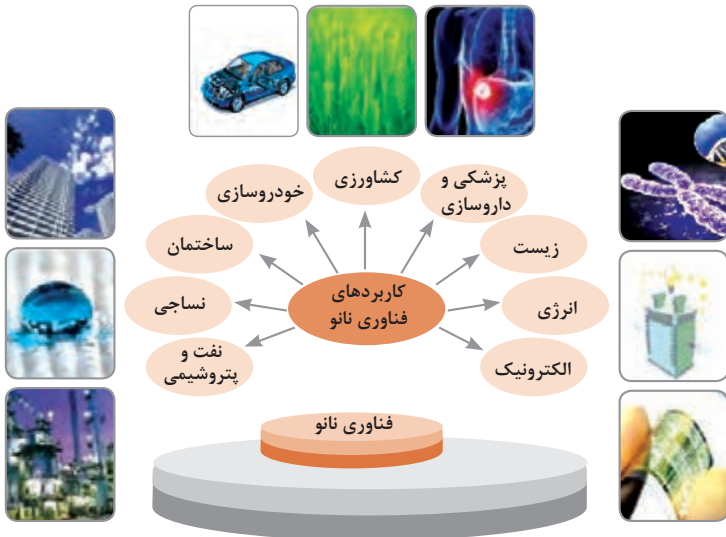 کشاورزی
پزشکی و
داروسازی
خودروسازی
زیست
ساختمان
انرژی
کاربردهای
فناوری نانو
نساجی
الکترونیک
نفت و
پتروشیمی
فناوری نانو